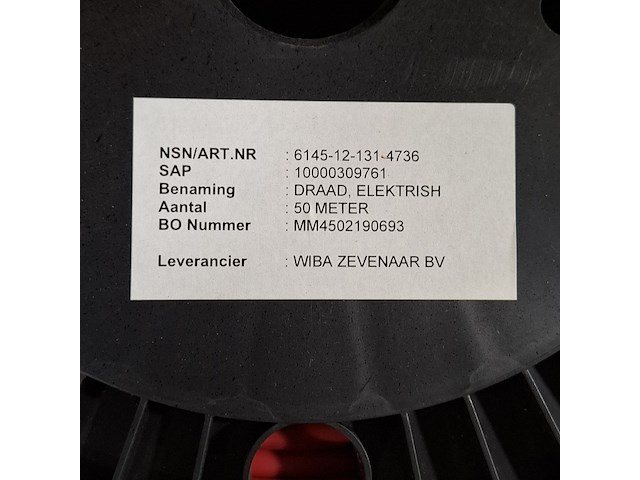 NSN/ART.NR : 6145-12-131-4736
SAP : 10000309761
Benaming : DRAAD, ELEKTRISH
Aantal : 50 METER
BO Nummer : MM4502190693
Leverancier : WIBA ZEVENAAR BV